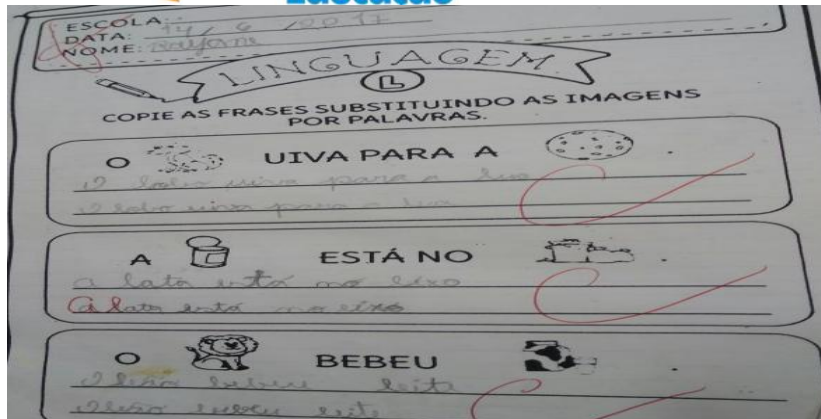 Educação
ESCOLA:
DATA: 14 / 6 / 2017
NOME: Rayane
LINGUAGEM
L
COPIE AS FRASES SUBSTITUINDO AS IMAGENS
POR PALAVRAS.
O UIVA PARA A .
O lobo uiva para a lua
O lobo uiva para a lua
A ESTÁ NO .
a lata está no lixo
A lata está no lixo
O BEBEU
O leão bebeu leite
O leão bebeu leite